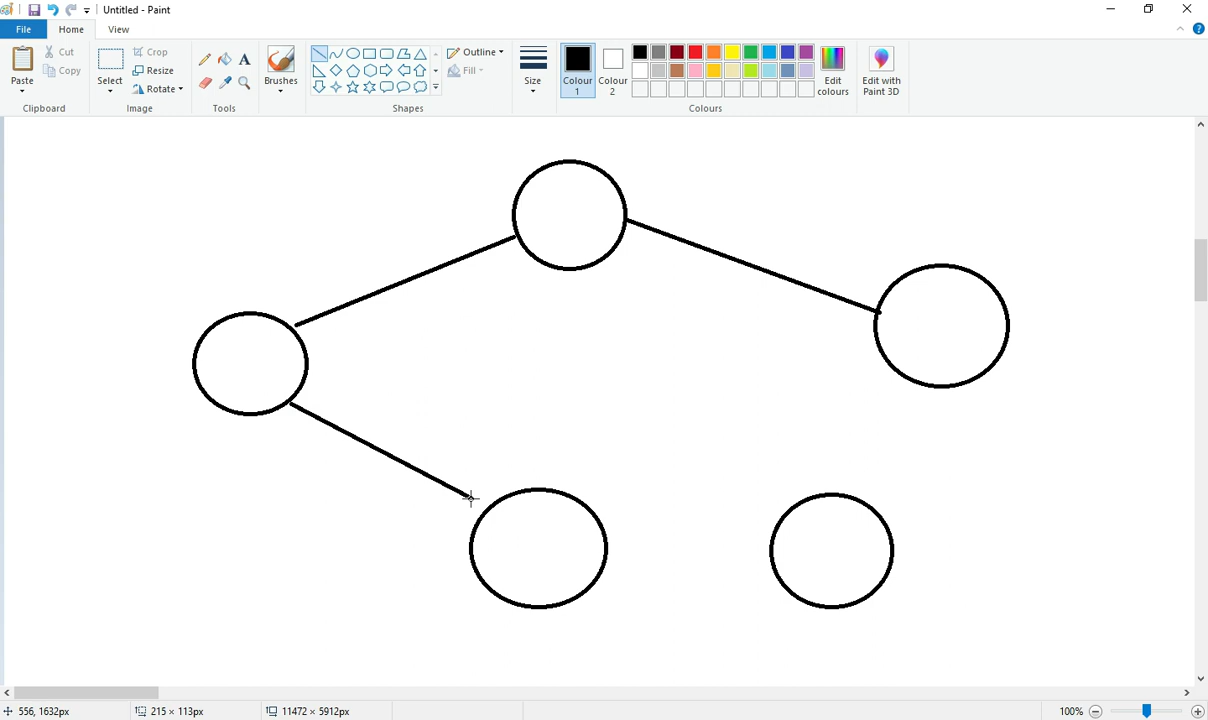 Untitled - Paint
File Home View
Paste
Cut
Copy
Clipboard
Select
Crop
Resize
Rotate
Image
A
Tools
Brushes
Outline
Fill
Shapes
Size
Colour 1
Colour 2
Edit colours
Colours
Edit with Paint 3D
556, 1632px
215 × 113px
11472 × 5912px
100%